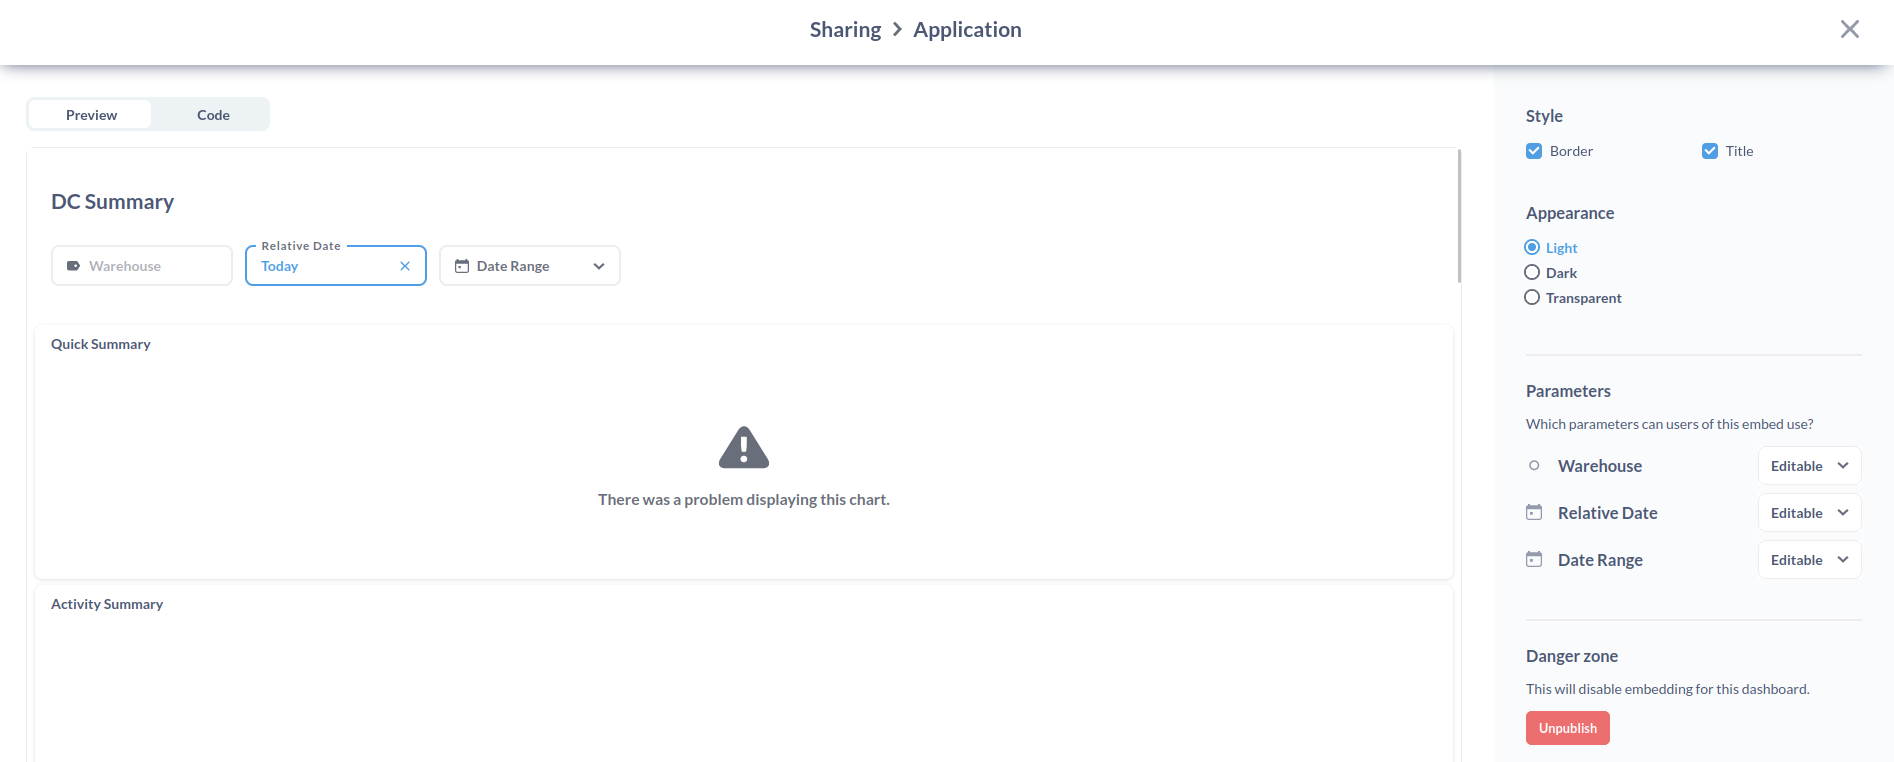 Sharing > Application
Preview
Code
DC Summary
Warehouse
Relative Date
Today
Date Range
Quick Summary
There was a problem displaying this chart.
Activity Summary
Style
Border
Title
Appearance
Light
Dark
Transparent
Parameters
Which parameters can users of this embed use?
Warehouse
Editable
Relative Date
Editable
Date Range
Editable
Danger zone
This will disable embedding for this dashboard.
Unpublish